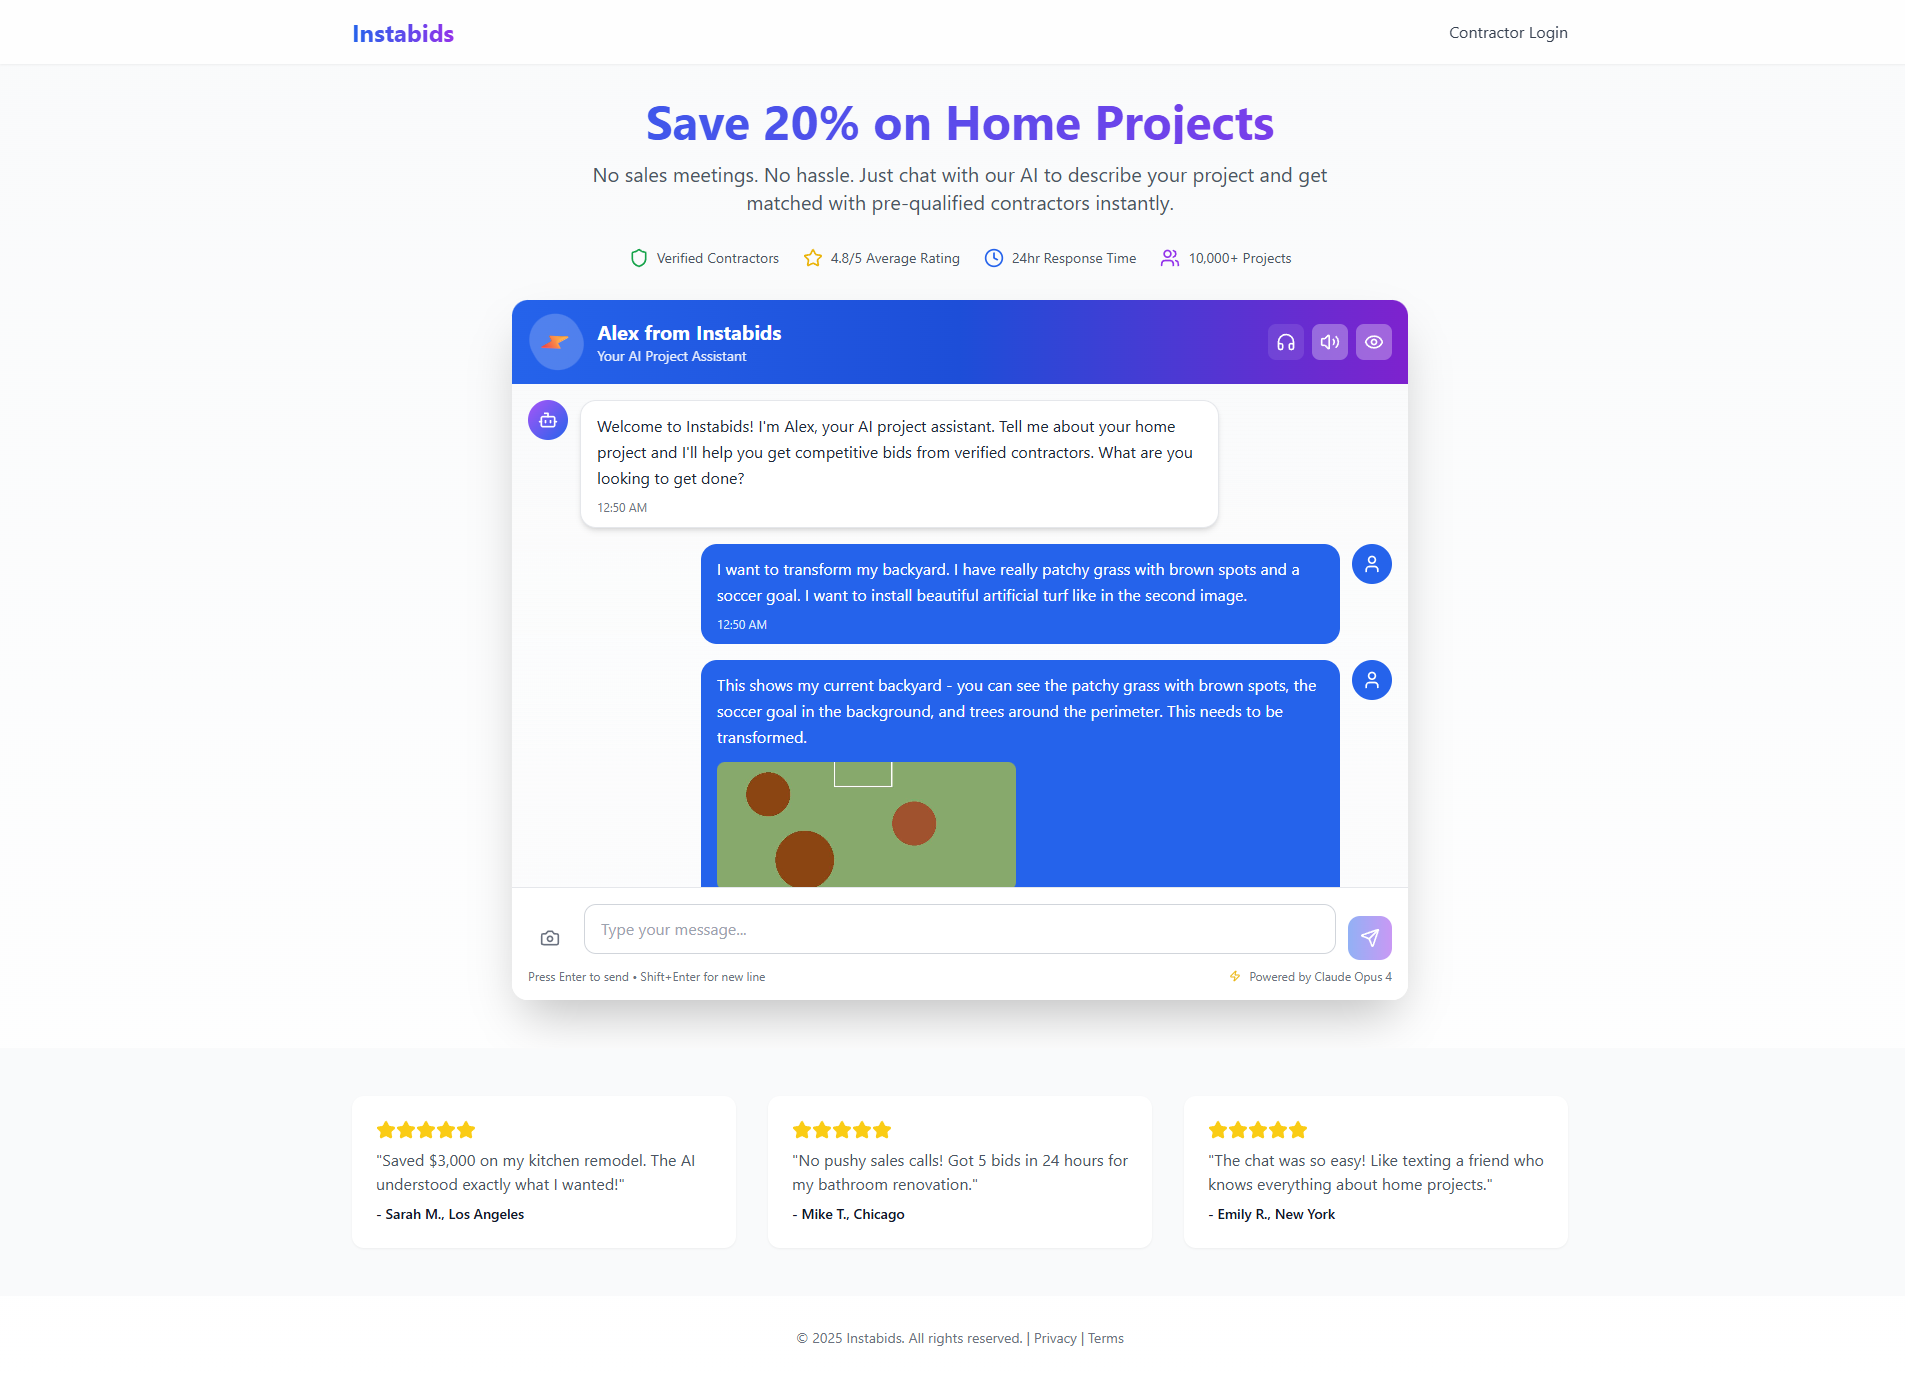 Instabids
Contractor Login
Save 20% on Home Projects
No sales meetings. No hassle. Just chat with our AI to describe your project and get
matched with pre-qualified contractors instantly.
Verified Contractors
4.8/5 Average Rating
24hr Response Time
10,000+ Projects
Alex from Instabids
Your AI Project Assistant
Welcome to Instabids! I'm Alex, your AI project assistant. Tell me about your home
project and I'll help you get competitive bids from verified contractors. What are you
looking to get done?
12:50 AM
I want to transform my backyard. I have really patchy grass with brown spots and a
soccer goal. I want to install beautiful artificial turf like in the second image.
12:50 AM
This shows my current backyard - you can see the patchy grass with brown spots, the
soccer goal in the background, and trees around the perimeter. This needs to be
transformed.
Type your message...
Press Enter to send • Shift+Enter for new line
Powered by Claude Opus 4
"Saved $3,000 on my kitchen remodel. The AI
understood exactly what I wanted!"
- Sarah M., Los Angeles
"No pushy sales calls! Got 5 bids in 24 hours for
my bathroom renovation."
- Mike T., Chicago
"The chat was so easy! Like texting a friend who
knows everything about home projects."
- Emily R., New York
© 2025 Instabids. All rights reserved. | Privacy | Terms